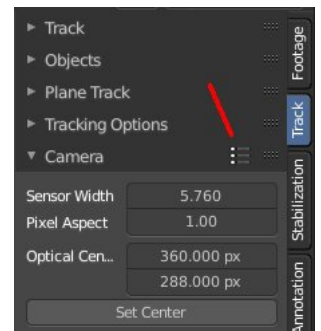 Track
Objects
Plane Track
Tracking Options
Camera
Sensor Width 5.760
Pixel Aspect 1.00
Optical Cen... 360.000 px
288.000 px
Set Center
Footage
Track
Stabilization
Annotation